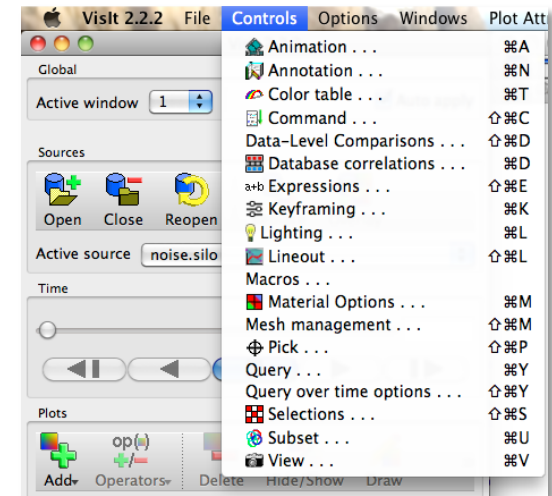 VisIt 2.2.2 File Controls Options Windows Plot Att
Global
Active window 1
Sources
Open Close Reopen
Active source noise.silo
Time
Plots
op()
+/-
Add Operators Delete Hide/Show Draw
Animation . . . ⌘A
Annotation . . . ⌘N
Color table . . . ⌘T
Command . . . ⇧⌘C
Data-Level Comparisons . . . ⇧⌘D
Database correlations . . . ⌘D
a+b Expressions . . . ⇧⌘E
Keyframing . . . ⌘K
Lighting . . . ⌘L
Lineout . . . ⇧⌘L
Macros . . .
Material Options . . . ⌘M
Mesh management . . . ⇧⌘M
Pick . . . ⇧⌘P
Query . . . ⌘Y
Query over time options . . . ⇧⌘Y
Selections . . . ⇧⌘S
Subset . . . ⌘U
View . . . ⌘V